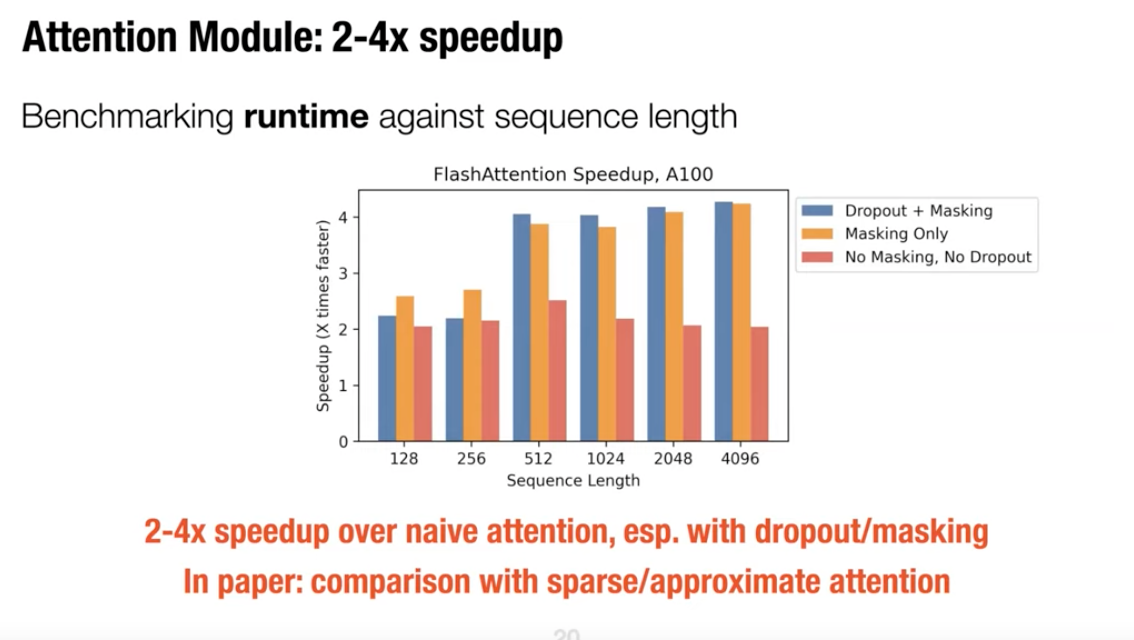 Attention Module: 2-4x speedup
Benchmarking runtime against sequence length
FlashAttention Speedup, A100
Speedup (X times faster)
4
3
2
1
0
128 256 512 1024 2048 4096
Sequence Length
Dropout + Masking
Masking Only
No Masking, No Dropout
2-4x speedup over naive attention, esp. with dropout/masking
In paper: comparison with sparse/approximate attention
20